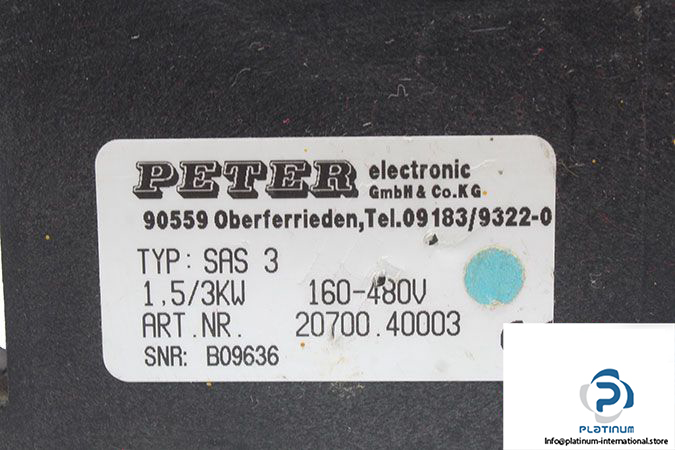 PETER electronic
GmbH & Co.KG
90559 Oberferrieden,Tel.09183/9322-0
TYP: SAS 3
1,5/3KW 160-480V
ART.NR. 20700.40003
SNR: B09636
PLATINUM
Info@platinum-international.store